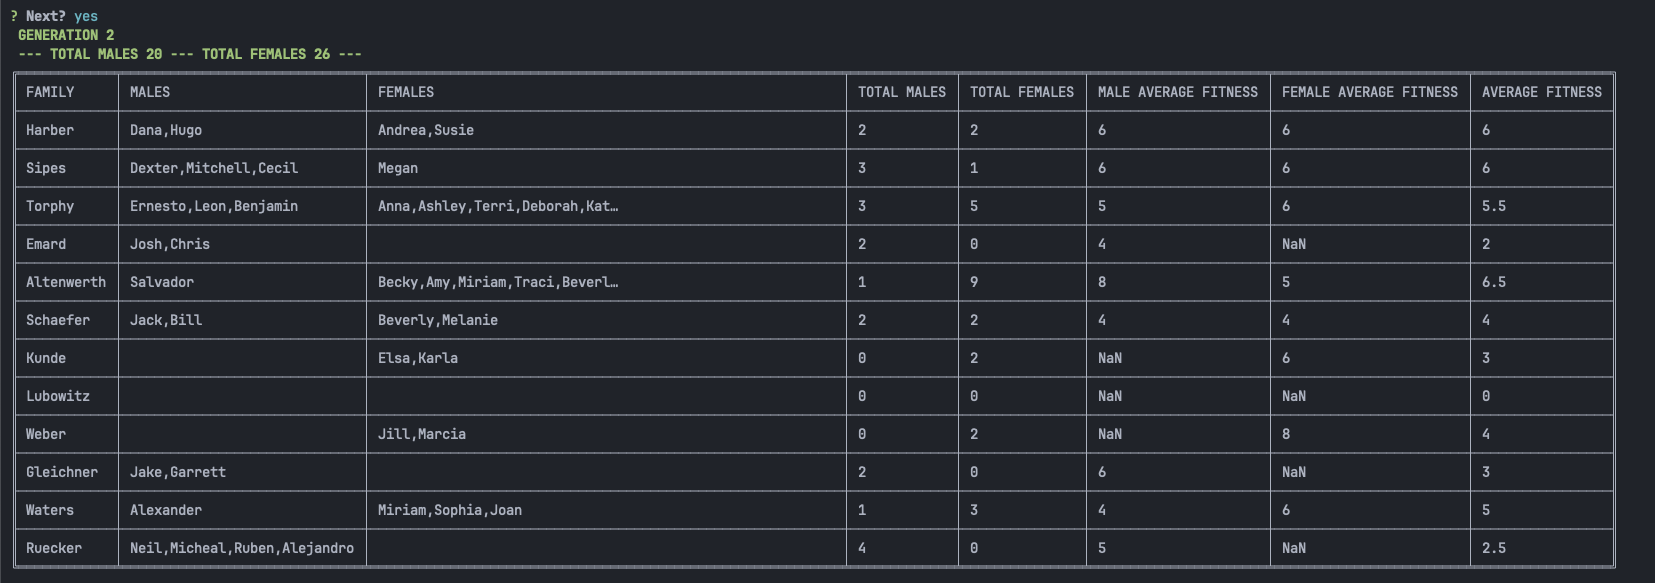 ? Next? yes
GENERATION 2
--- TOTAL MALES 20 --- TOTAL FEMALES 26 ---
FAMILY MALES FEMALES TOTAL MALES TOTAL FEMALES MALE AVERAGE FITNESS FEMALE AVERAGE FITNESS AVERAGE FITNESS
Harber Dana,Hugo Andrea,Susie 2 2 6 6 6
Sipes Dexter,Mitchell,Cecil Megan 3 1 6 6 6
Torphy Ernesto,Leon,Benjamin Anna,Ashley,Terri,Deborah,Kat… 3 5 5 6 5.5
Emard Josh,Chris 2 0 4 NaN 2
Altenwerth Salvador Becky,Amy,Miriam,Traci,Beverl… 1 9 8 5 6.5
Schaefer Jack,Bill Beverly,Melanie 2 2 4 4 4
Kunde Elsa,Karla 0 2 NaN 6 3
Lubowitz 0 0 NaN NaN 0
Weber Jill,Marcia 0 2 NaN 8 4
Gleichner Jake,Garrett 2 0 6 NaN 3
Waters Alexander Miriam,Sophia,Joan 1 3 4 6 5
Ruecker Neil,Micheal,Ruben,Alejandro 4 0 5 NaN 2.5